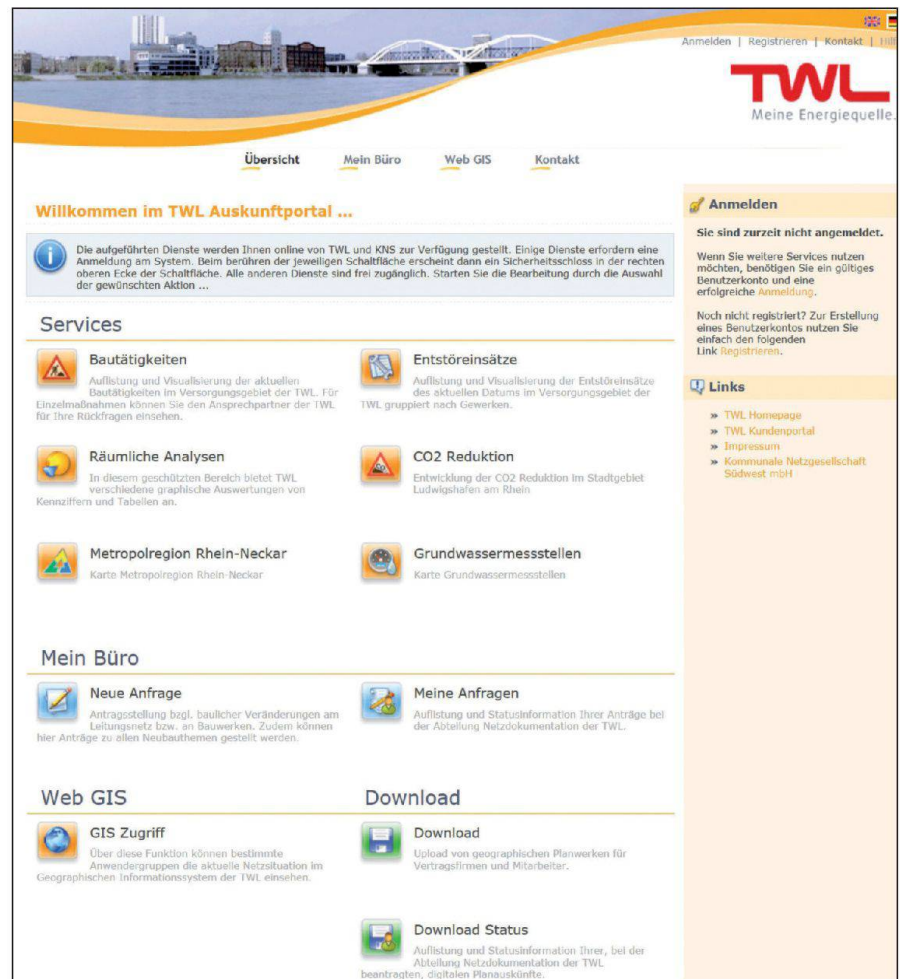 Anmelden | Registrieren | Kontakt |
TWL
Meine Energiequelle.
Übersicht Mein Büro Web GIS Kontakt
Willkommen im TWL Auskunftportal ...
Die aufgeführten Dienste werden Ihnen online von TWL und KNS zur Verfügung gestellt. Einige Dienste erfordern eine
Anmeldung am System. Beim berühren der jeweiligen Schaltfläche erscheint dann ein Sicherheitsschloss in der rechten
oberen Ecke der Schaltfläche. Alle anderen Dienste sind frei zugänglich. Starten Sie die Bearbeitung durch die Auswahl
der gewünschten Aktion ...
Services
Bautätigkeiten
Auflistung und Visualisierung der aktuellen
Bautätigkeiten im Versorgungsgebiet der TWL. Für
Einzelmaßnahmen können Sie den Ansprechpartner der TWL
für Ihre Rückfragen einsehen.
Entstöreinsätze
Auflistung und Visualisierung der Entstöreinsätze
des aktuellen Datums im Versorgungsgebiet der
TWL gruppiert nach Gewerken.
Räumliche Analysen
In diesem geschützten Bereich bietet TWL
verschiedene graphische Auswertungen von
Kennziffern und Tabellen an.
CO2 Reduktion
Entwicklung der CO2 Reduktion im Stadtgebiet
Ludwigshafen am Rhein
Metropolregion Rhein-Neckar
Karte Metropolregion Rhein-Neckar
Grundwassermessstellen
Karte Grundwassermessstellen
Mein Büro
Neue Anfrage
Antragsstellung bzgl. baulicher Veränderungen am
Leitungsnetz bzw. an Bauwerken. Zudem können
hier Anträge zu allen Neubauthemen gestellt werden.
Meine Anfragen
Auflistung und Statusinformation Ihrer Anträge bei
der Abteilung Netzdokumentation der TWL.
Web GIS
GIS Zugriff
Über diese Funktion können bestimmte
Anwendergruppen die aktuelle Netzsituation im
Geographischen Informationssystem der TWL einsehen.
Download
Download
Upload von geographischen Planwerken für
Vertragsfirmen und Mitarbeiter.
Download Status
Auflistung und Statusinformation Ihrer, bei der
Abteilung Netzdokumentation der TWL
beantragten, digitalen Planauskünfte.
Anmelden
Sie sind zurzeit nicht angemeldet.
Wenn Sie weitere Services nutzen
möchten, benötigen Sie ein gültiges
Benutzerkonto und eine
erfolgreiche Anmeldung.
Noch nicht registriert? Zur Erstellung
eines Benutzerkontos nutzen Sie
einfach den folgenden
Link Registrieren.
Links
» TWL Homepage
» TWL Kundenportal
» Impressum
» Kommunale Netzgesellschaft
Südwest mbH